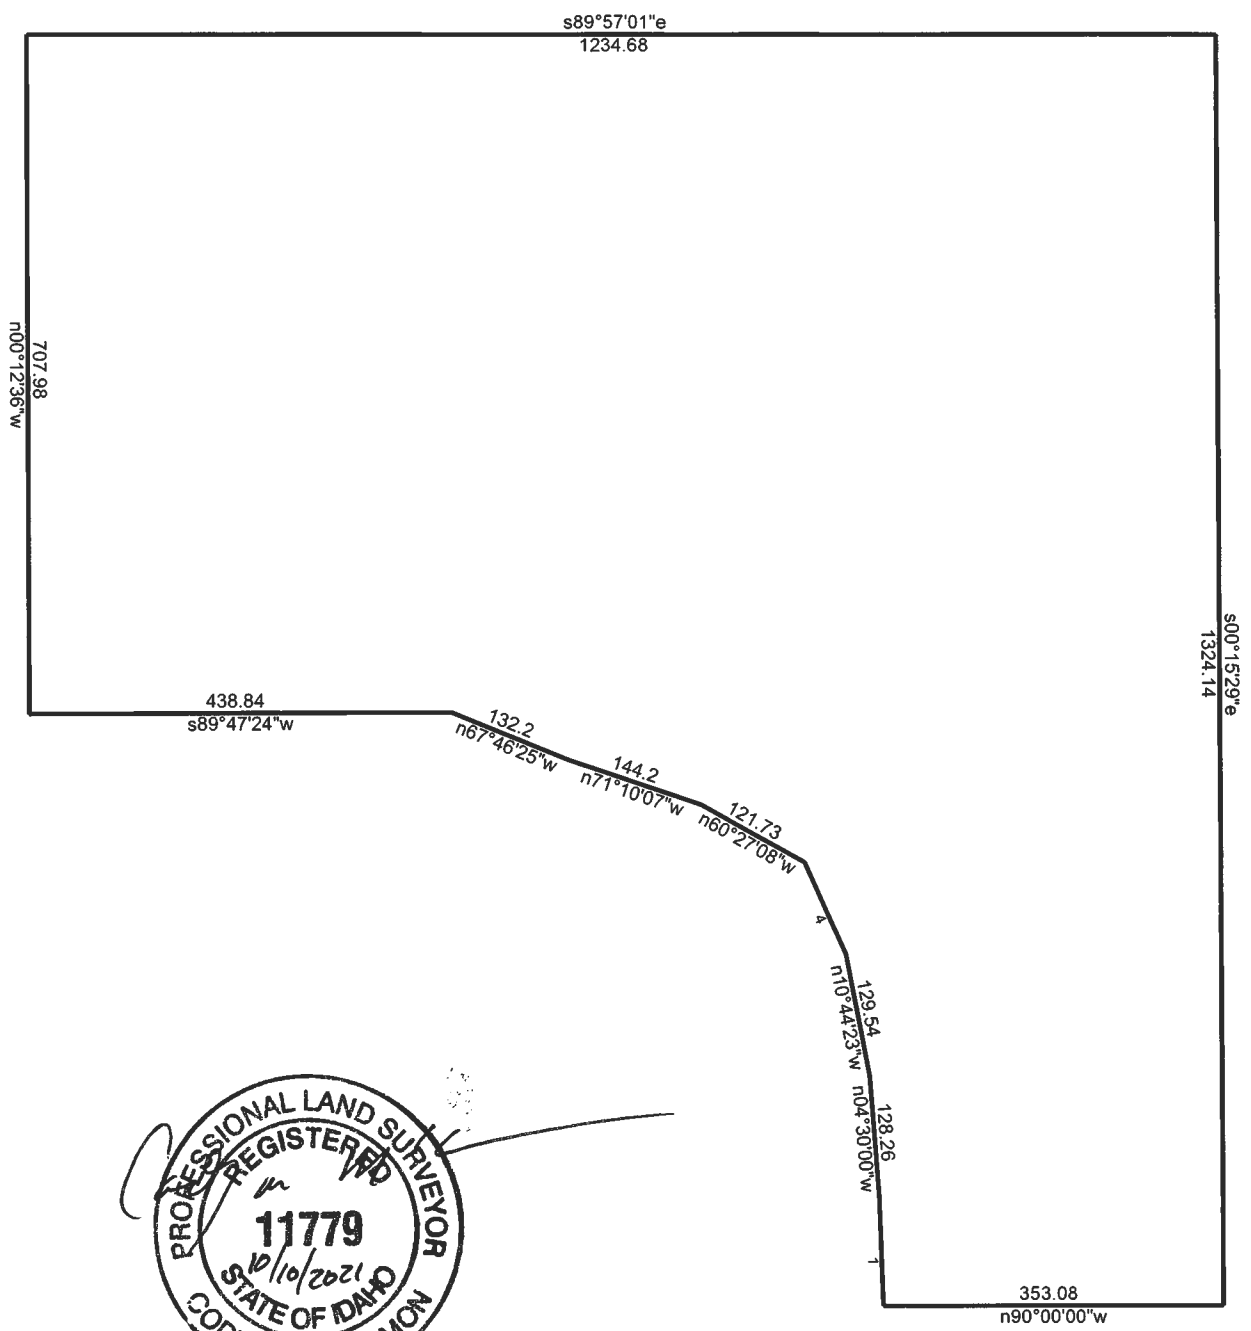 s89°57'01"e
1234.68
707.98
n00°12'36"w
s00°15'29"e
1324.14
438.84
s89°47'24"w
132.2
n67°46'25"w
144.2
n71°10'07"w
121.73
n60°27'08"w
4
129.54
n10°44'23"w
128.26
n04°30'00"w
1
353.08
n90°00'00"w
PROFESSIONAL LAND SURVEYOR
REGISTERED
11779
10/10/2021
STATE OF IDAHO